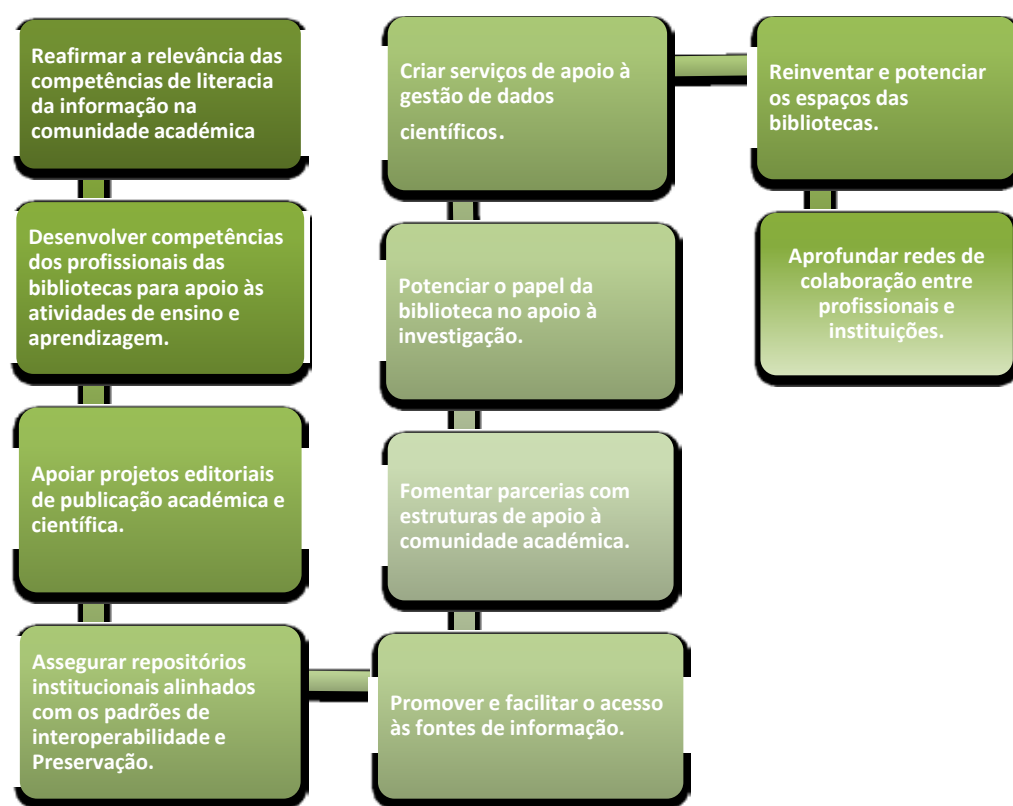 Reafirmar a relevância das
competências de literacia
da informação na
comunidade académica
Desenvolver competências
dos profissionais das
bibliotecas para apoio às
atividades de ensino e
aprendizagem.
Apoiar projetos editoriais
de publicação académica e
científica.
Assegurar repositórios
institucionais alinhados
com os padrões de
interoperabilidade e
Preservação.
Promover e facilitar o acesso
às fontes de informação.
Fomentar parcerias com
estruturas de apoio à
comunidade académica.
Potenciar o papel da
biblioteca no apoio à
investigação.
Criar serviços de apoio à
gestão de dados
científicos.
Reinventar e potenciar
os espaços das
bibliotecas.
Aprofundar redes de
colaboração entre
profissionais e
instituições.